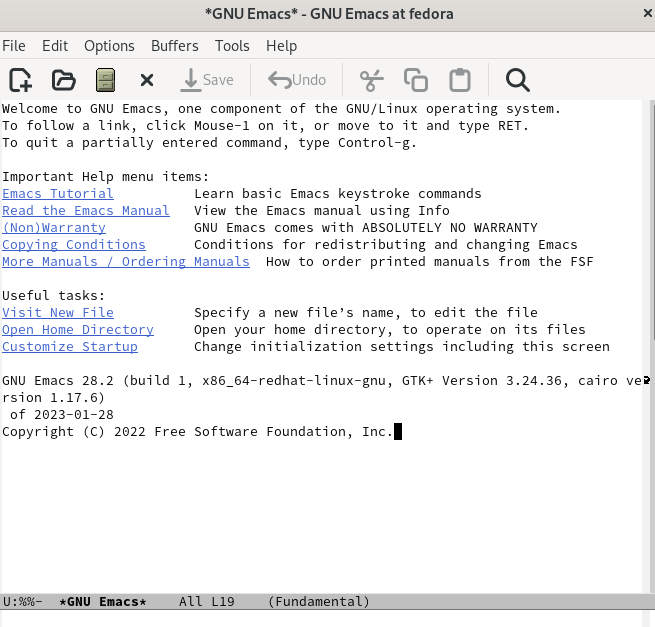 *GNU Emacs* - GNU Emacs at fedora
File Edit Options Buffers Tools Help
Save Undo
Welcome to GNU Emacs, one component of the GNU/Linux operating system.
To follow a link, click Mouse-1 on it, or move to it and type RET.
To quit a partially entered command, type Control-g.
Important Help menu items:
Emacs Tutorial Learn basic Emacs keystroke commands
Read the Emacs Manual View the Emacs manual using Info
(Non)Warranty GNU Emacs comes with ABSOLUTELY NO WARRANTY
Copying Conditions Conditions for redistributing and changing Emacs
More Manuals / Ordering Manuals How to order printed manuals from the FSF
Useful tasks:
Visit New File Specify a new file’s name, to edit the file
Open Home Directory Open your home directory, to operate on its files
Customize Startup Change initialization settings including this screen
GNU Emacs 28.2 (build 1, x86_64-redhat-linux-gnu, GTK+ Version 3.24.36, cairo ve
rsion 1.17.6)
of 2023-01-28
Copyright (C) 2022 Free Software Foundation, Inc.
U:%%- *GNU Emacs* All L19 (Fundamental)